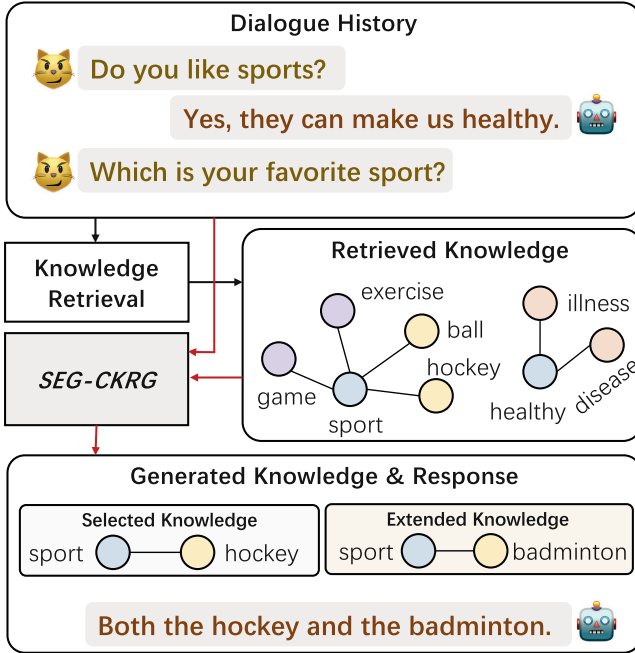 Dialogue History
Do you like sports?
Yes, they can make us healthy.
Which is your favorite sport?
Knowledge
Retrieval
Retrieved Knowledge
exercise
ball
hockey
game
sport
illness
healthy
disease
SEG-CKRG
Generated Knowledge & Response
Selected Knowledge
sport
hockey
Extended Knowledge
sport
badminton
Both the hockey and the badminton.